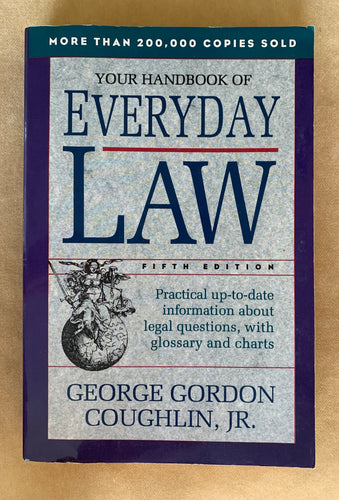 MORE THAN 200,000 COPIES SOLD
YOUR HANDBOOK OF
EVERYDAY
LAW
FIFTH EDITION
Practical up-to-date
information about
legal questions, with
glossary and charts
GEORGE GORDON
COUGHLIN, JR.